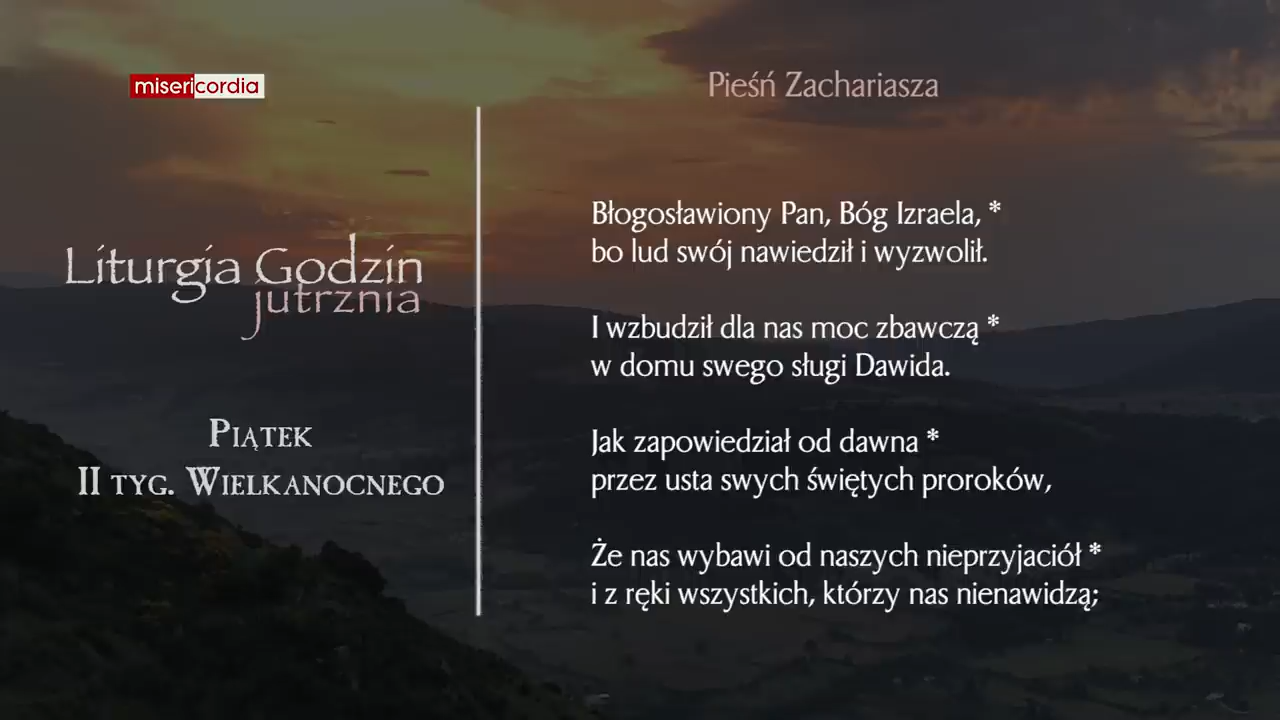 misericordia
Liturgia Godzin
jutrznia
Piątek
II tyg. Wielkanocnego
Pieśń Zachariasza
Błogosławiony Pan, Bóg Izraela, *
bo lud swój nawiedził i wyzwolił.
I wzbudził dla nas moc zbawczą *
w domu swego sługi Dawida.
Jak zapowiedział od dawna *
przez usta swych świętych proroków,
Że nas wybawi od naszych nieprzyjaciół *
i z ręki wszystkich, którzy nas nienawidzą;